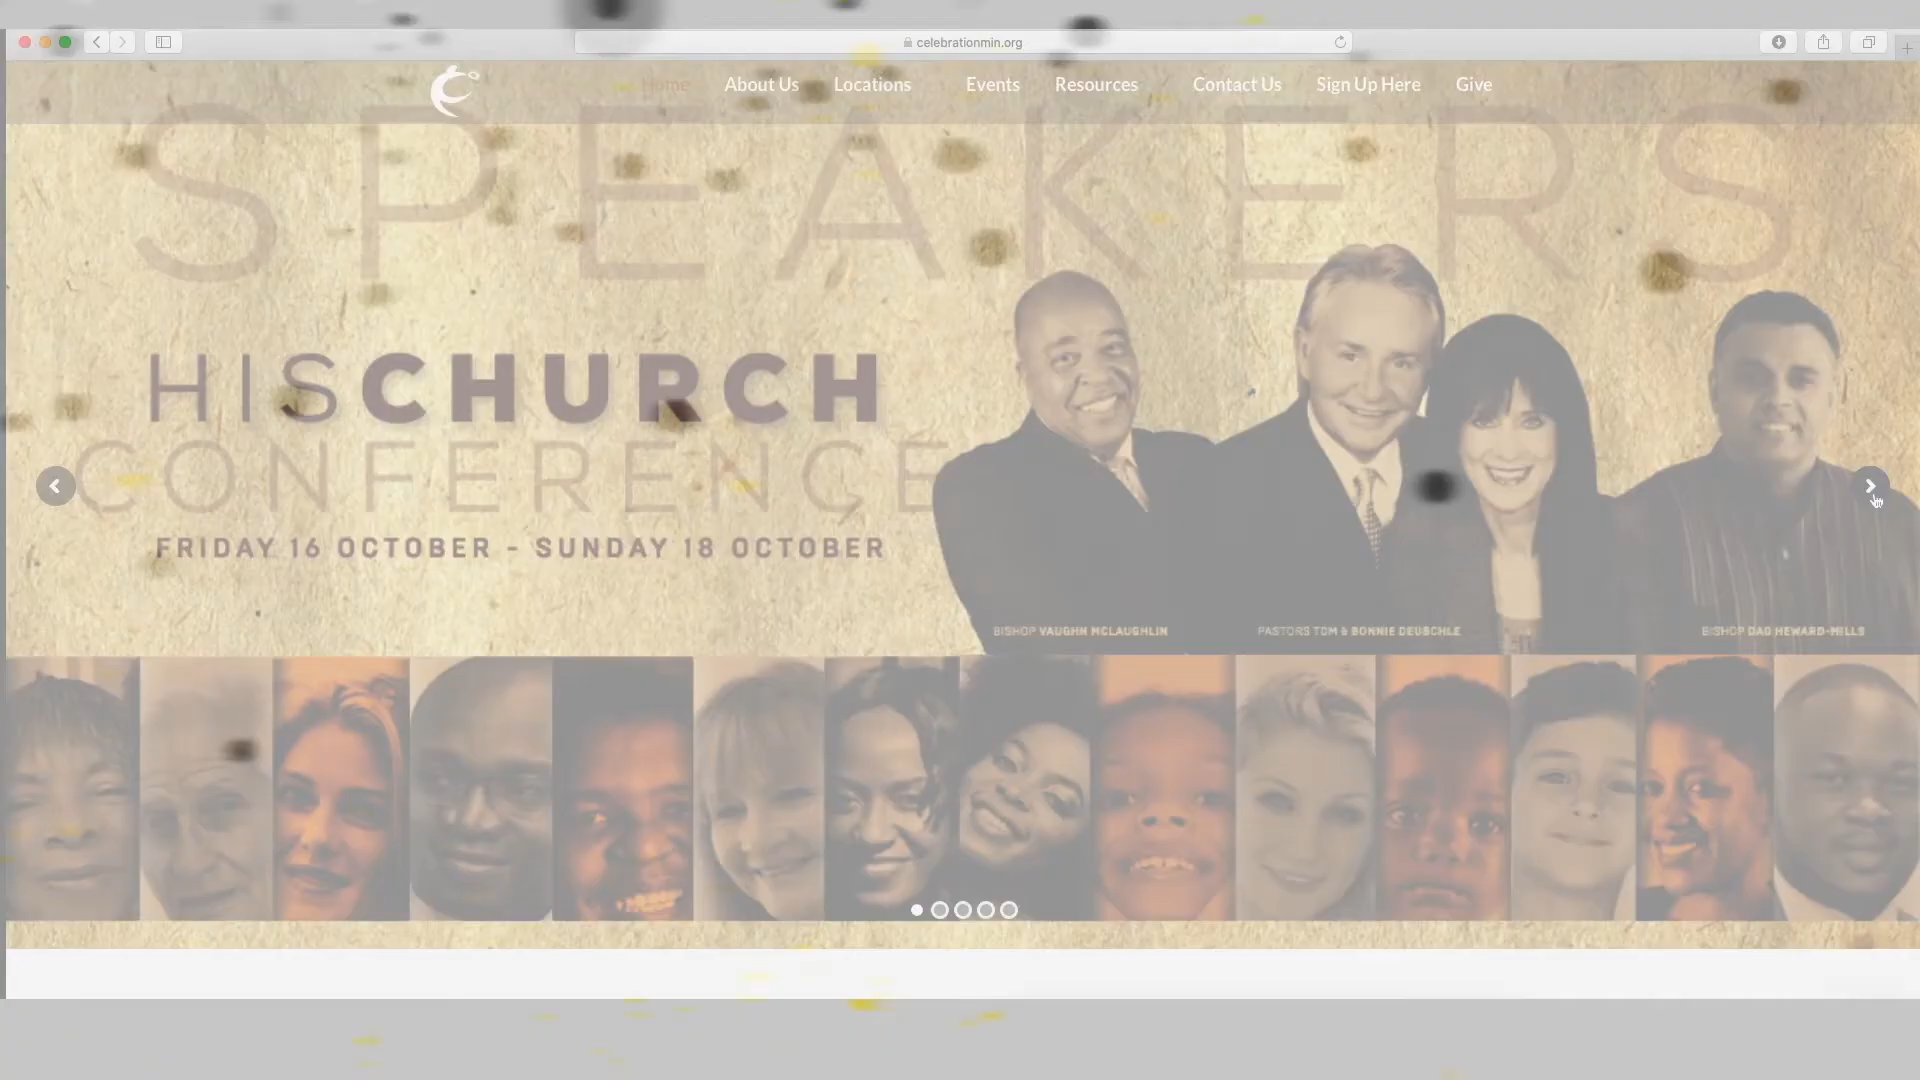 celebrationmin.org
Home About Us Locations Events Resources Contact Us Sign Up Here Give
SPEAKERS
HISCHURCH
CONFERENCE
FRIDAY 16 OCTOBER - SUNDAY 18 OCTOBER
BISHOP VAUGHN MCLAUGHLIN
PASTORS TOM & BONNIE DEUSCHLE
BISHOP DAG HEWARD-MILLS